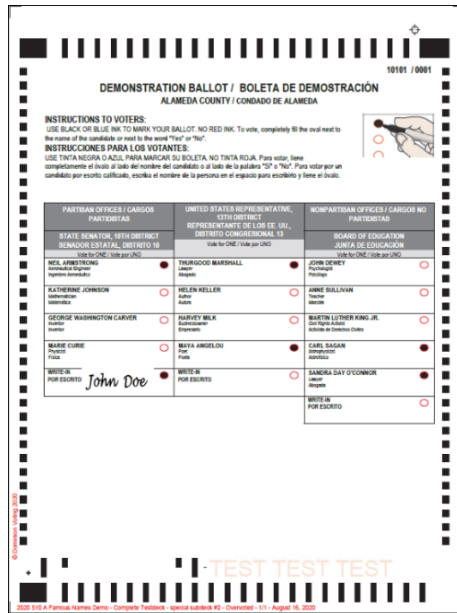 10101 / 0001
DEMONSTRATION BALLOT / BOLETA DE DEMOSTRACIÓN
ALAMEDA COUNTY / CONDADO DE ALAMEDA
INSTRUCTIONS TO VOTERS:
USE BLACK OR BLUE INK TO MARK YOUR BALLOT. NO RED INK. To vote, completely fill the oval next to
the name of the candidate or next to the word "Yes" or "No".
INSTRUCCIONES PARA LOS VOTANTES:
USE TINTA NEGRA O AZUL PARA MARCAR SU BOLETA. NO TINTA ROJA. Para votar, llene
completamente el óvalo al lado del nombre del candidato o al lado de la palabra "Sí" o "No". Para votar por un
candidato por escrito calificado, escriba el nombre de la persona en el espacio para escribirlo y llene el óvalo.
PARTISAN OFFICES / CARGOS
PARTIDISTAS
STATE SENATOR, 10TH DISTRICT
SENADOR ESTATAL, DISTRITO 10
Vote for ONE / Vote por UNO
NEIL ARMSTRONG
Aeronautical Engineer
Ingeniero Aeronáutico
KATHERINE JOHNSON
Mathematician
Matemática
GEORGE WASHINGTON CARVER
Inventor
Inventor
MARIE CURIE
Physicist
Física
WRITE-IN
POR ESCRITO
John Doe
UNITED STATES REPRESENTATIVE,
13TH DISTRICT
REPRESENTANTE DE LOS EE. UU.,
DISTRITO CONGRESIONAL 13
Vote for ONE / Vote por UNO
THURGOOD MARSHALL
Lawyer
Abogado
HELEN KELLER
Author
Autora
HARVEY MILK
Businessowner
Empresario
MAYA ANGELOU
Poet
Poeta
WRITE-IN
POR ESCRITO
NONPARTISAN OFFICES / CARGOS NO
PARTIDISTAS
BOARD OF EDUCATION
JUNTA DE EDUCACIÓN
Vote for ONE / Vote por UNO
JOHN DEWEY
Psychologist
Psicólogo
ANNE SULLIVAN
Teacher
Maestra
MARTIN LUTHER KING JR.
Civil Rights Activist
Activista de Derechos Civiles
CARL SAGAN
Astrophysicist
Astrofísico
SANDRA DAY O'CONNOR
Lawyer
Abogada
WRITE-IN
POR ESCRITO
© Dominion Voting 2020
TEST TEST TEST
2020 S10 A Famous Names Demo - Complete Testdeck - special subdeck #2 - Overvoted - 1/1 - August 16, 2020